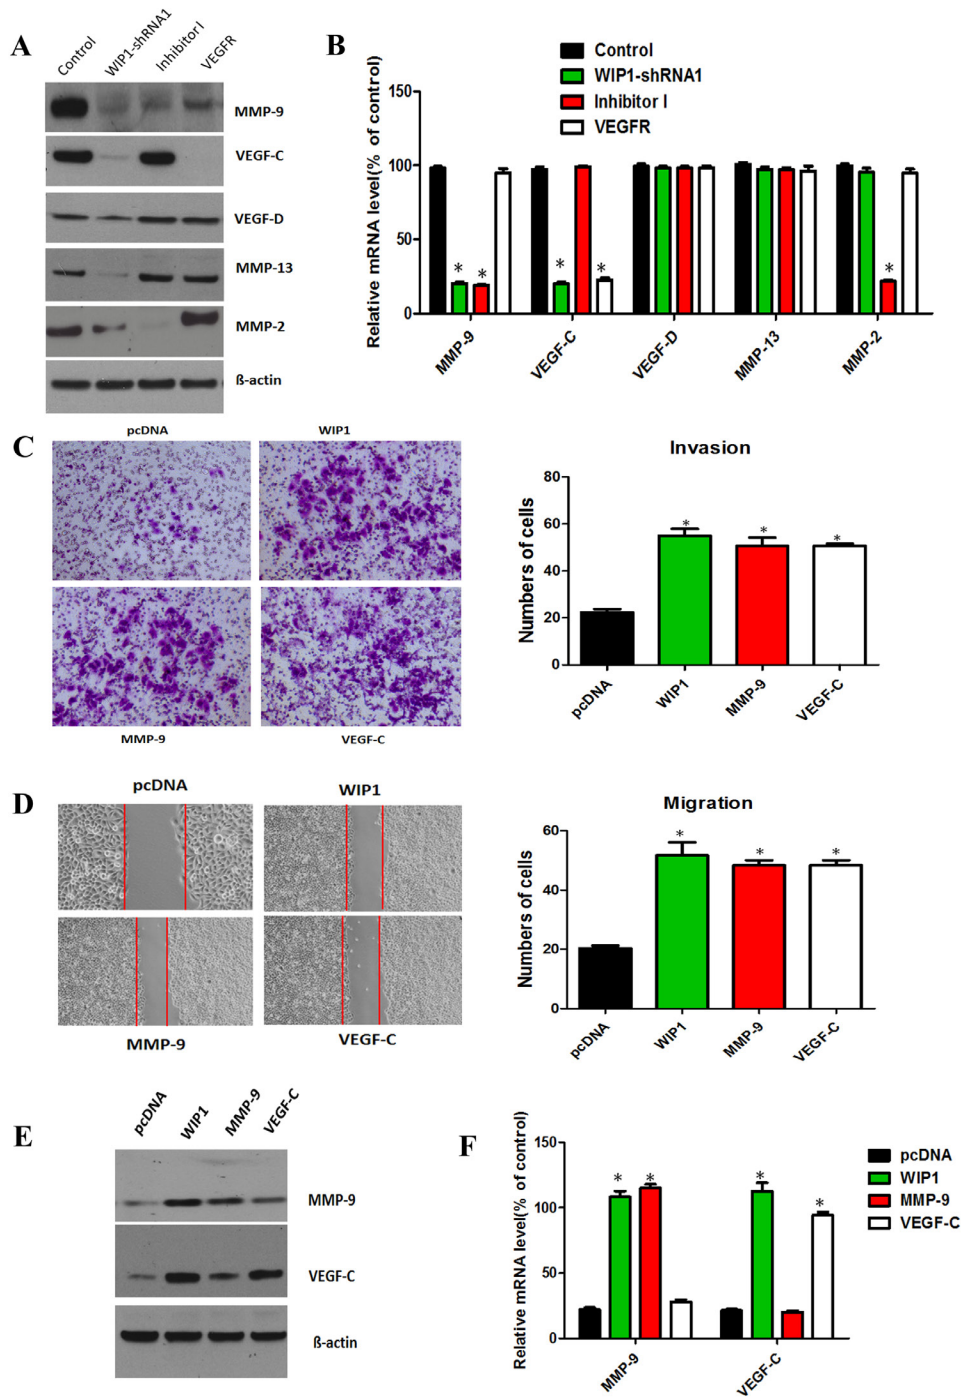 A
Control
WIP1-shRNA1
Inhibitor I
VEGFR
MMP-9
VEGF-C
VEGF-D
MMP-13
MMP-2
ß-actin
B
Control
WIP1-shRNA1
Inhibitor I
VEGFR
Relative mRNA level(% of control)
150
100
50
0
* *
* *
*
MMP-9
VEGF-C
VEGF-D
MMP-13
MMP-2
C
pcDNA
WIP1
MMP-9
VEGF-C
Invasion
Numbers of cells
80
60
40
20
0
* * *
pcDNA
WIP1
MMP-9
VEGF-C
D
pcDNA
WIP1
MMP-9
VEGF-C
Migration
Numbers of cells
60
40
20
0
* * *
pcDNA
WIP1
MMP-9
VEGF-C
E
pcDNA
WIP1
MMP-9
VEGF-C
MMP-9
VEGF-C
ß-actin
F
Relative mRNA level(% of control)
150
100
50
0
* *
* *
MMP-9
VEGF-C
pcDNA
WIP1
MMP-9
VEGF-C